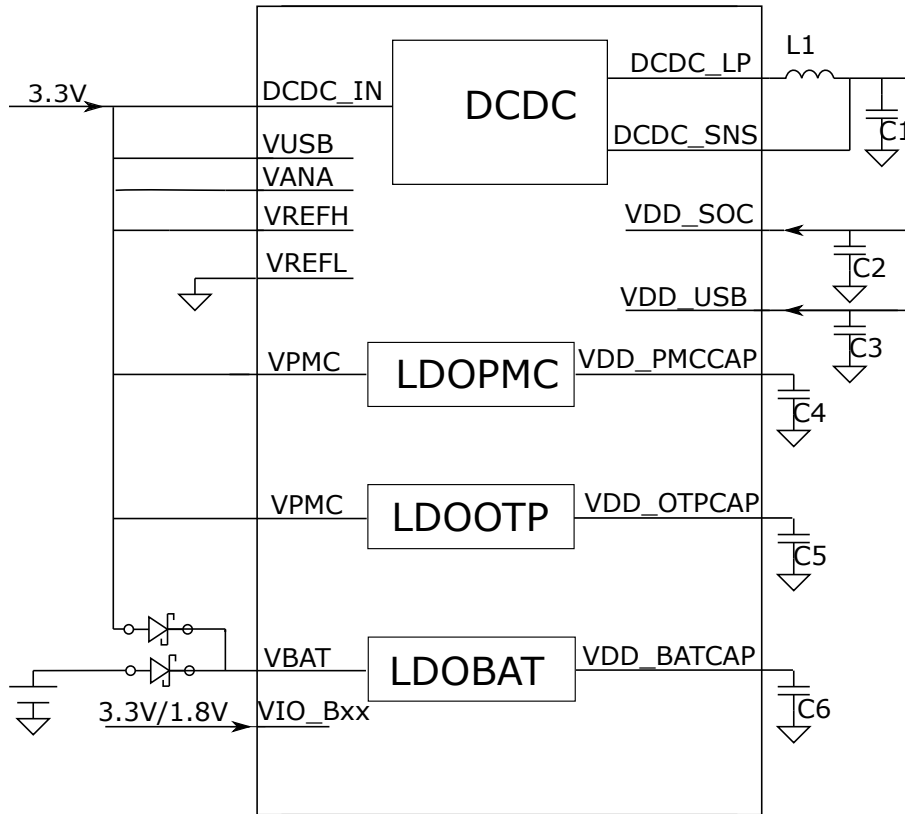 L1
DCDC_LP
3.3V
DCDC_IN
DCDC
C1
VUSB
DCDC_SNS
VANA
VREFH
VDD_SOC
VREFL
C2
VDD_USB
C3
VPMC
LDOPMC
VDD_PMCCAP
C4
VPMC
LDOOTP
VDD_OTPCAP
C5
VBAT
LDOBAT
VDD_BATCAP
C6
3.3V/1.8V
VIO_Bxx